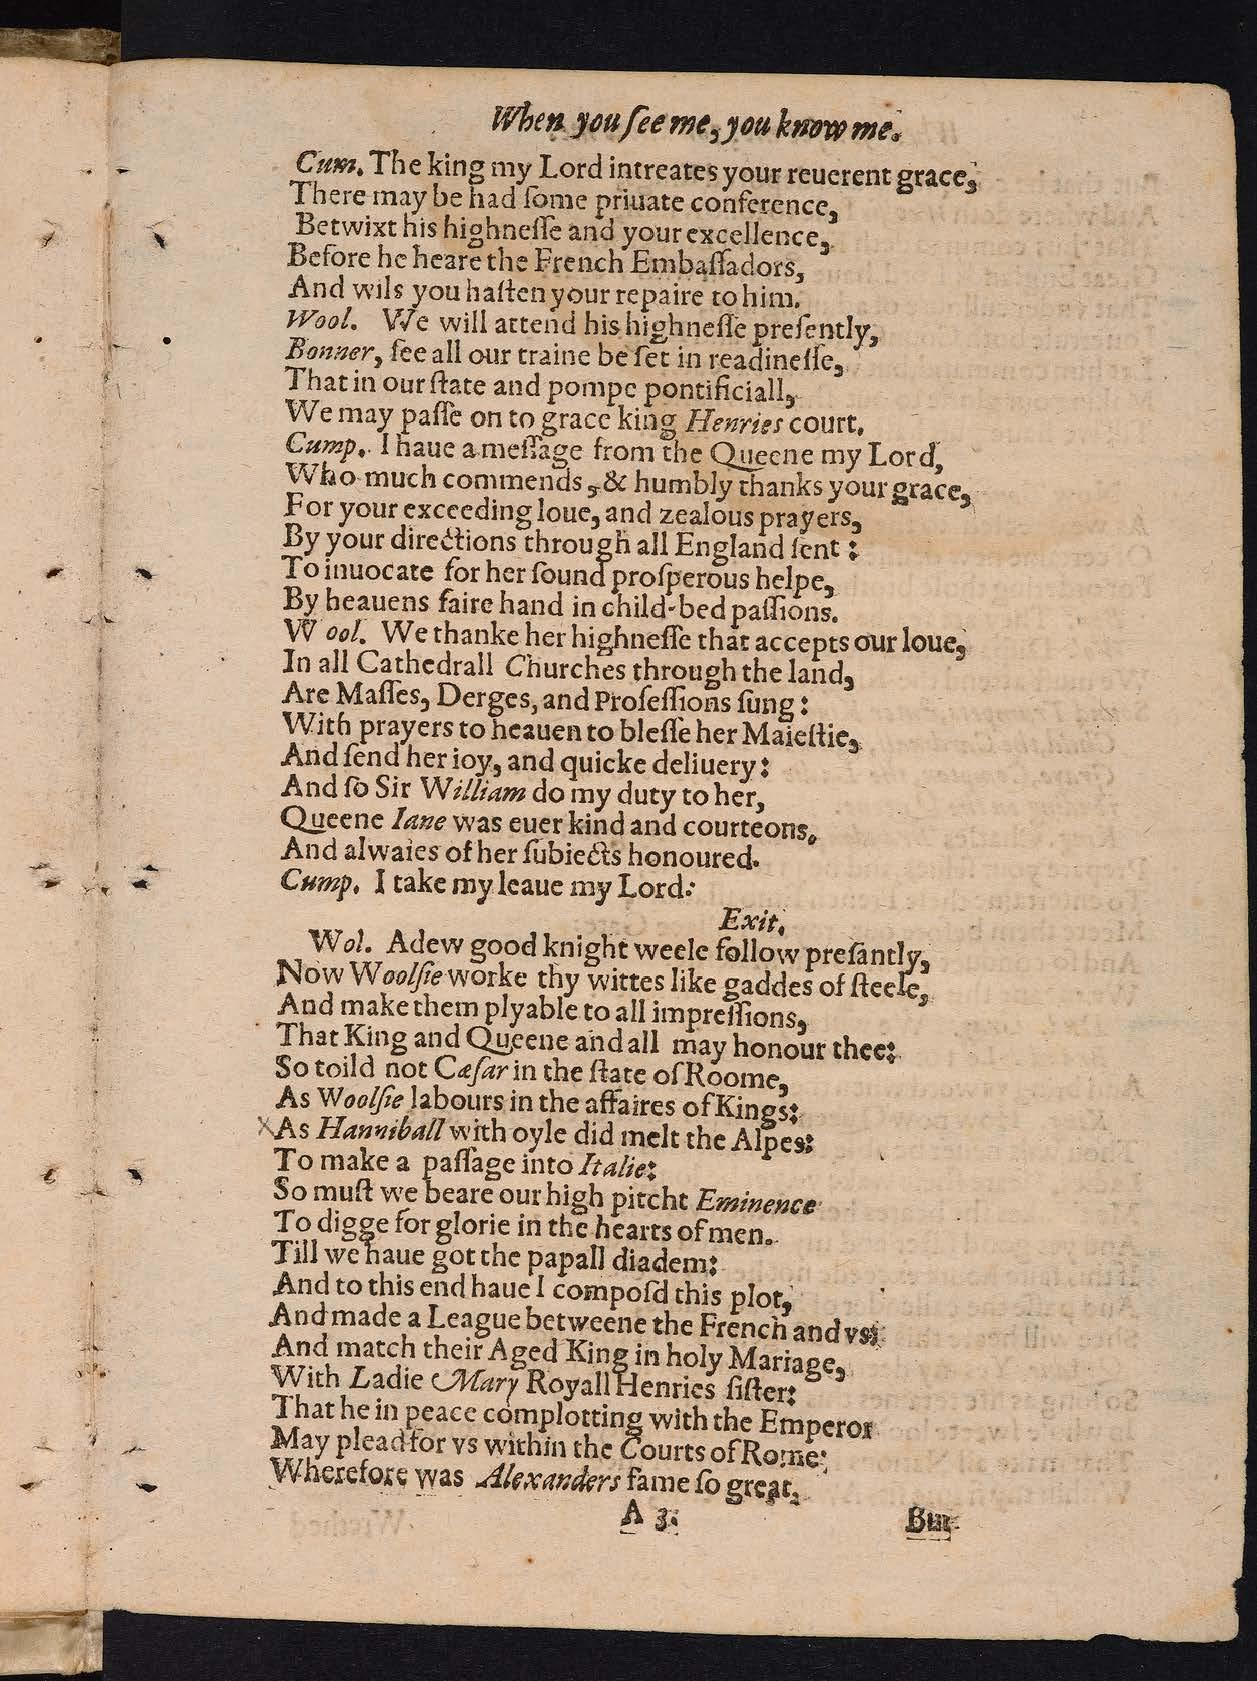 When you ſee me, you know me.
Cum. The king my Lord intreates your reuerent grace,
There may be had ſome priuate conference,
Betwixt his highneſſe and your excellence,
Before he heare the French Embaſſadors,
And wils you haſten your repaire to him.
Wool. We will attend his highneſſe preſently,
Bonner, ſee all our traine be ſet in readineſſe,
That in our ſtate and pompe pontificiall,
We may paſſe on to grace king Henries court.
Cump. I haue a meſſage from the Queene my Lord,
Who much commends, & humbly thanks your grace,
For your exceeding loue, and zealous prayers,
By your directions through all England ſent:
To inuocate for her ſound proſperous helpe,
By heauens faire hand in child-bed paſſions.
Wool. We thanke her highneſſe that accepts our loue,
In all Cathedrall Churches through the land,
Are Maſſes, Derges, and Profeſſions ſung:
With prayers to heauen to bleſſe her Maieſtie,
And ſend her ioy, and quicke deliuery:
And ſo Sir William do my duty to her,
Queene Iane was euer kind and courteons,
And alwaies of her ſubiects honoured.
Cump. I take my leaue my Lord:
Exit.
Wol. Adew good knight weele follow preſantly,
Now Woolſie worke thy wittes like gaddes of ſteele,
And make them plyable to all impreſſions,
That King and Queene and all may honour thee:
So toild not Cæſar in the ſtate of Roome,
As Woolſie labours in the affaires of Kings:
As Hanniball with oyle did melt the Alpes:
To make a paſſage into Italie:
So muſt we beare our high pitcht Eminence
To digge for glorie in the hearts of men.
Till we haue got the papall diadem:
And to this end haue I compoſd this plot,
And made a League betweene the French and vs:
And match their Aged King in holy Mariage,
With Ladie Mary Royall Henries ſiſter:
That he in peace complotting with the Emperor
May plead for vs within the Courts of Rome:
Wherefore was Alexanders fame ſo great,
A 3. But